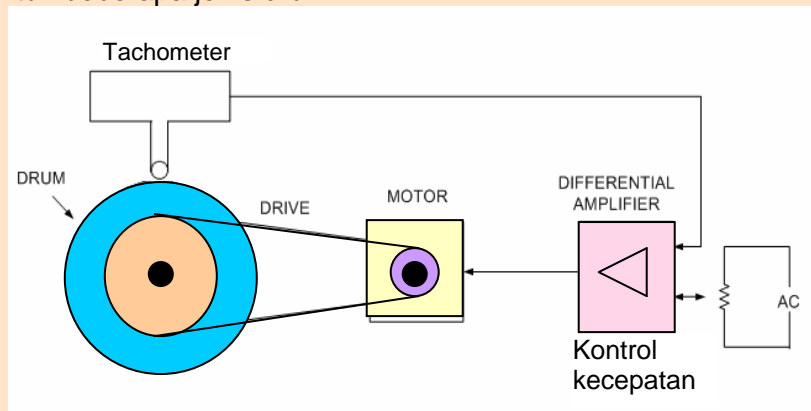 Tachometer
DRUM
DRIVE
MOTOR
DIFFERENTIAL
AMPLIFIER
AC
Kontrol
kecepatan